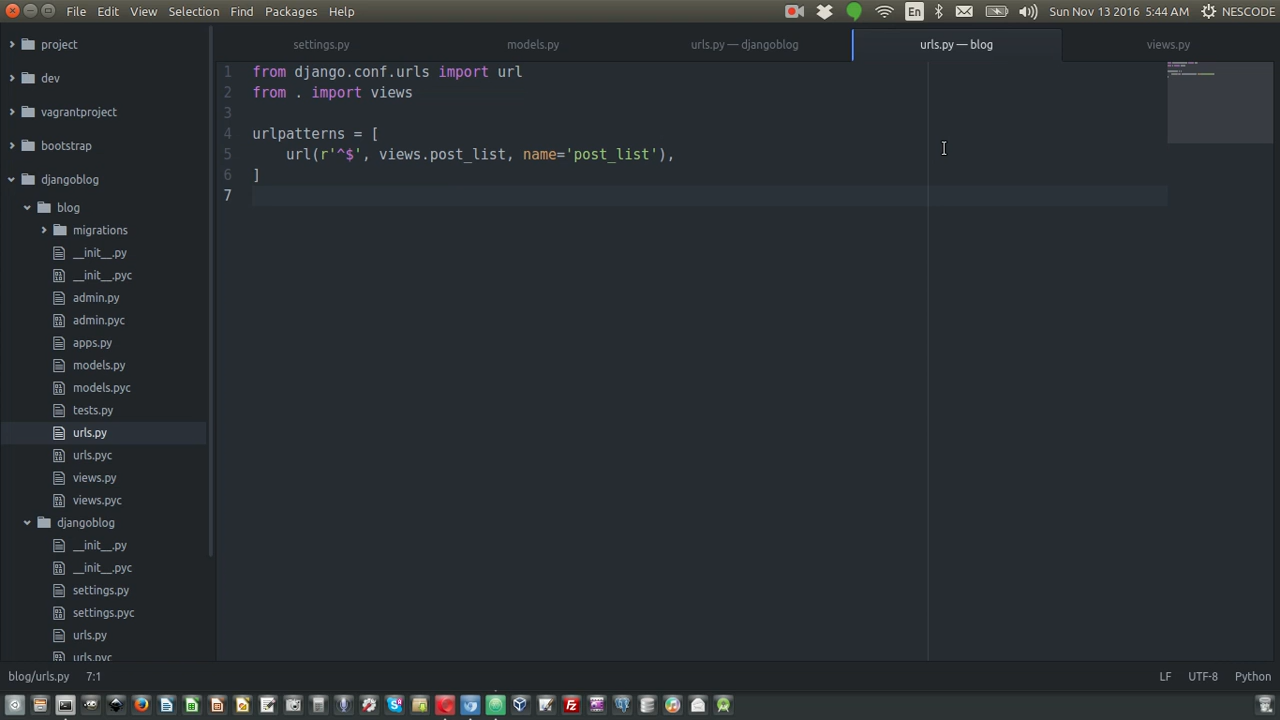 File Edit View Selection Find Packages Help
En
Sun Nov 13 2016 5:44 AM
NESCODE
project
dev
vagrantproject
bootstrap
djangoblog
blog
migrations
__init__.py
__init__.pyc
admin.py
admin.pyc
apps.py
models.py
models.pyc
tests.py
urls.py
urls.pyc
views.py
views.pyc
djangoblog
__init__.py
__init__.pyc
settings.py
settings.pyc
urls.py
urls.pyc
settings.py
models.py
urls.py — djangoblog
urls.py — blog
views.py
1 from django.conf.urls import url
2 from . import views
3
4 urlpatterns = [
5 url(r'^$', views.post_list, name='post_list'),
6 ]
7
blog/urls.py 7:1
LF UTF-8 Python